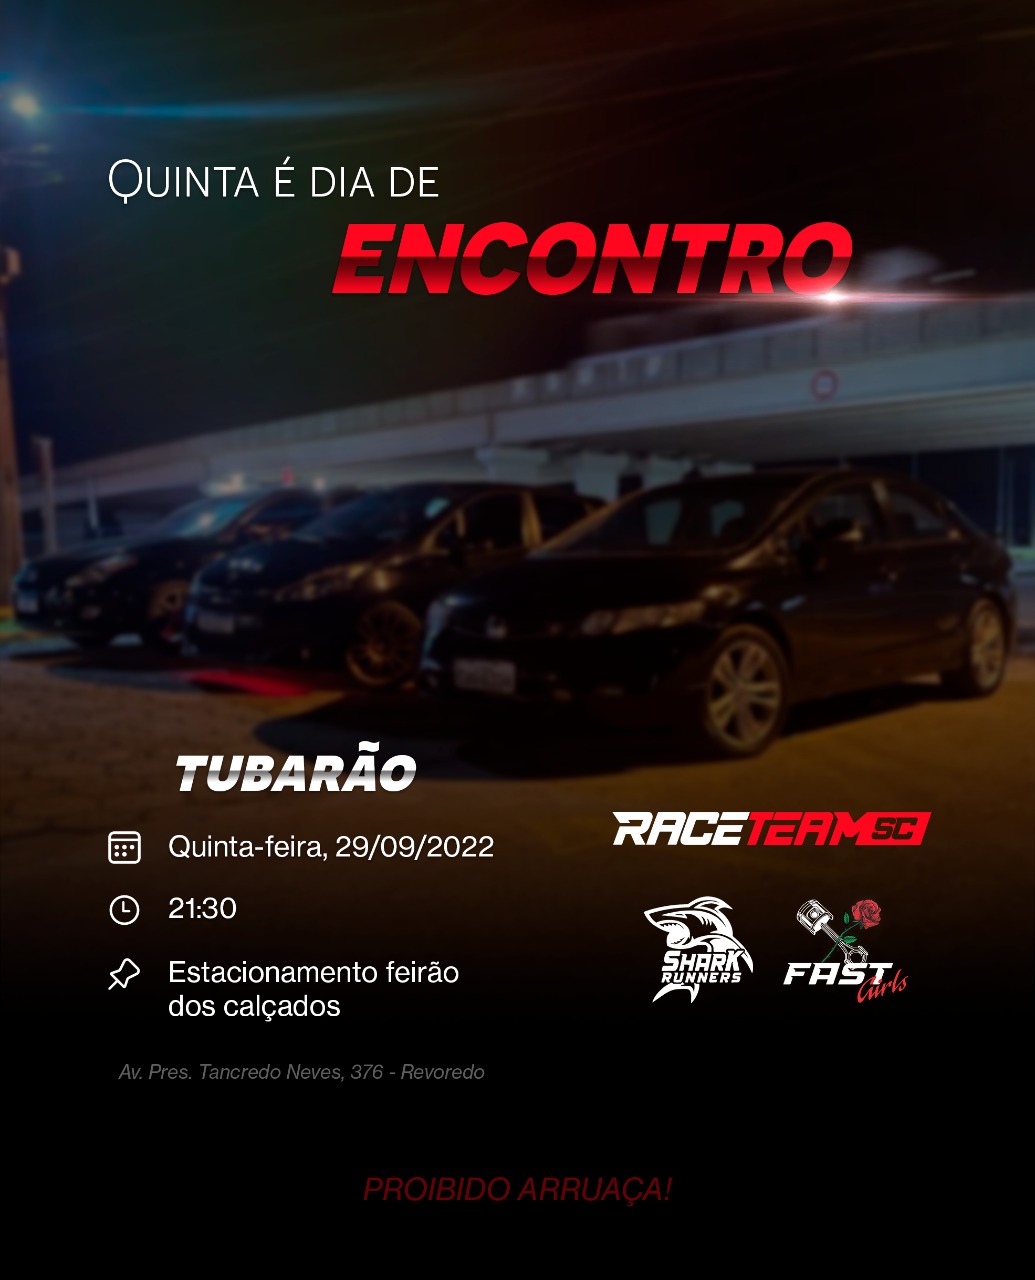 QUINTA É DIA DE
ENCONTRO
TUBARÃO
Quinta-feira, 29/09/2022
21:30
Estacionamento feirão
dos calçados
Av. Pres. Tancredo Neves, 376 - Revoredo
RACETEAMSC
SHARK
RUNNERS
FAST
Girls
PROIBIDO ARRUAÇA!